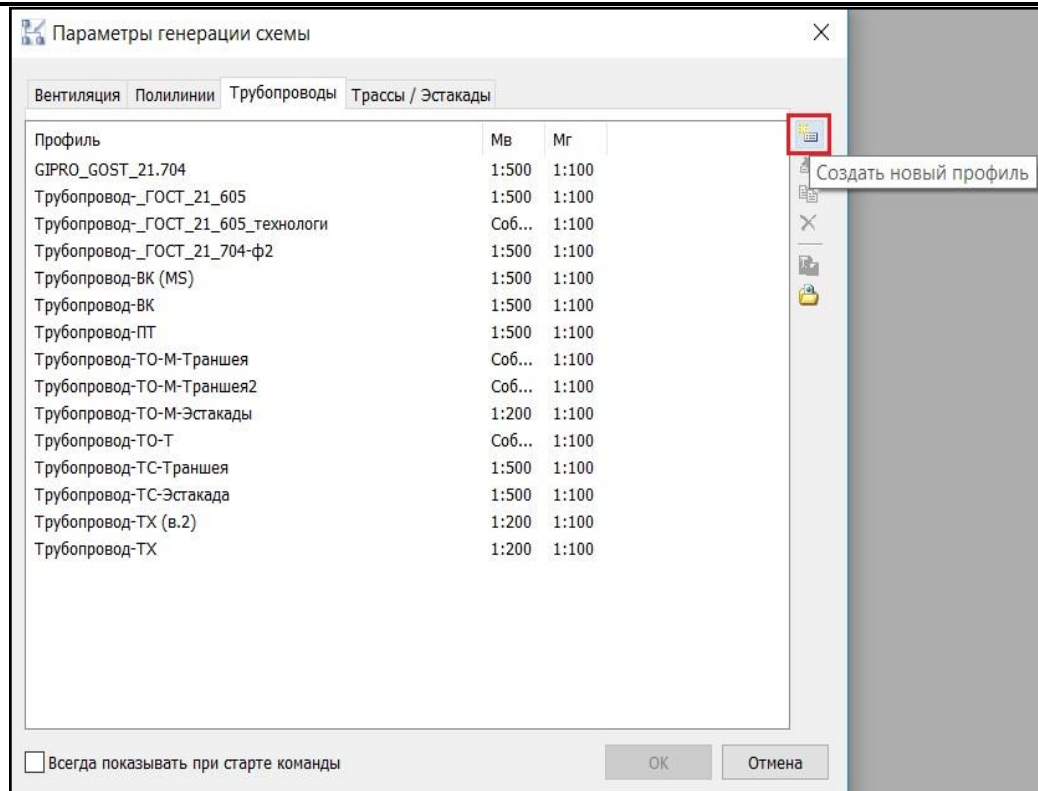 Параметры генерации схемы
Вентиляция Полилинии Трубопроводы Трассы / Эстакады
Профиль Мв Мг
GIPRO_GOST_21.704 1:500 1:100
Трубопровод-_ГОСТ_21_605 1:500 1:100
Трубопровод-_ГОСТ_21_605_технологи Соб... 1:100
Трубопровод-_ГОСТ_21_704-ф2 1:500 1:100
Трубопровод-ВК (MS) 1:500 1:100
Трубопровод-ВК 1:500 1:100
Трубопровод-ПТ 1:500 1:100
Трубопровод-ТО-М-Траншея Соб... 1:100
Трубопровод-ТО-М-Траншея2 Соб... 1:100
Трубопровод-ТО-М-Эстакады 1:200 1:100
Трубопровод-ТО-Т Соб... 1:100
Трубопровод-ТС-Траншея 1:500 1:100
Трубопровод-ТС-Эстакада 1:500 1:100
Трубопровод-ТХ (в.2) 1:200 1:100
Трубопровод-ТХ 1:200 1:100
Создать новый профиль
Всегда показывать при старте команды
ОК Отмена